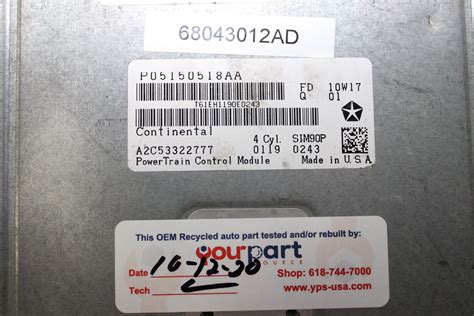 68043012AD
P05150518AA
FD 10W17
Q 01
T61EH1190E0243
Continental
4 Cyl. SIM90P
A2C53322777 0119 0243
PowerTrain Control Module Made in U.S.A
This OEM Recycled auto part tested and/or rebuilt by:
yourpart
SOURCE
Date 10-12-20
Shop: 618-744-7000
Tech
www.yps-usa.com